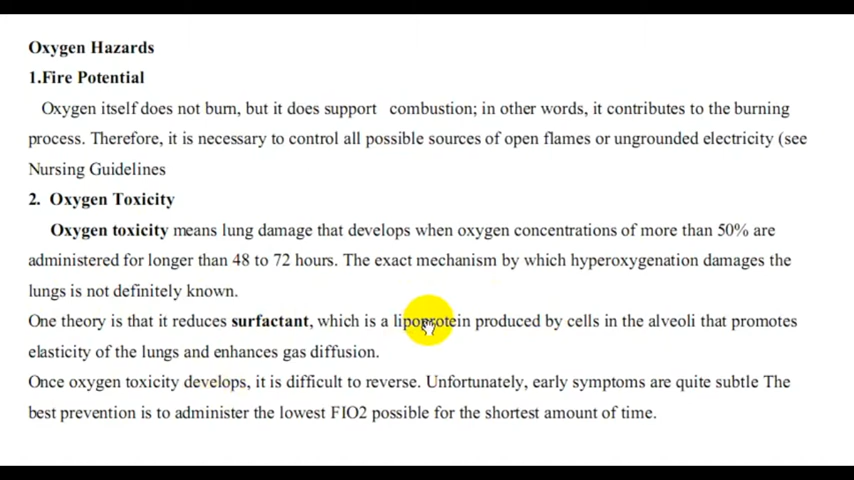 Oxygen Hazards
1.Fire Potential
Oxygen itself does not burn, but it does support combustion; in other words, it contributes to the burning
process. Therefore, it is necessary to control all possible sources of open flames or ungrounded electricity (see
Nursing Guidelines
2. Oxygen Toxicity
Oxygen toxicity means lung damage that develops when oxygen concentrations of more than 50% are
administered for longer than 48 to 72 hours. The exact mechanism by which hyperoxygenation damages the
lungs is not definitely known.
One theory is that it reduces surfactant, which is a lipoprotein produced by cells in the alveoli that promotes
elasticity of the lungs and enhances gas diffusion.
Once oxygen toxicity develops, it is difficult to reverse. Unfortunately, early symptoms are quite subtle The
best prevention is to administer the lowest FIO2 possible for the shortest amount of time.